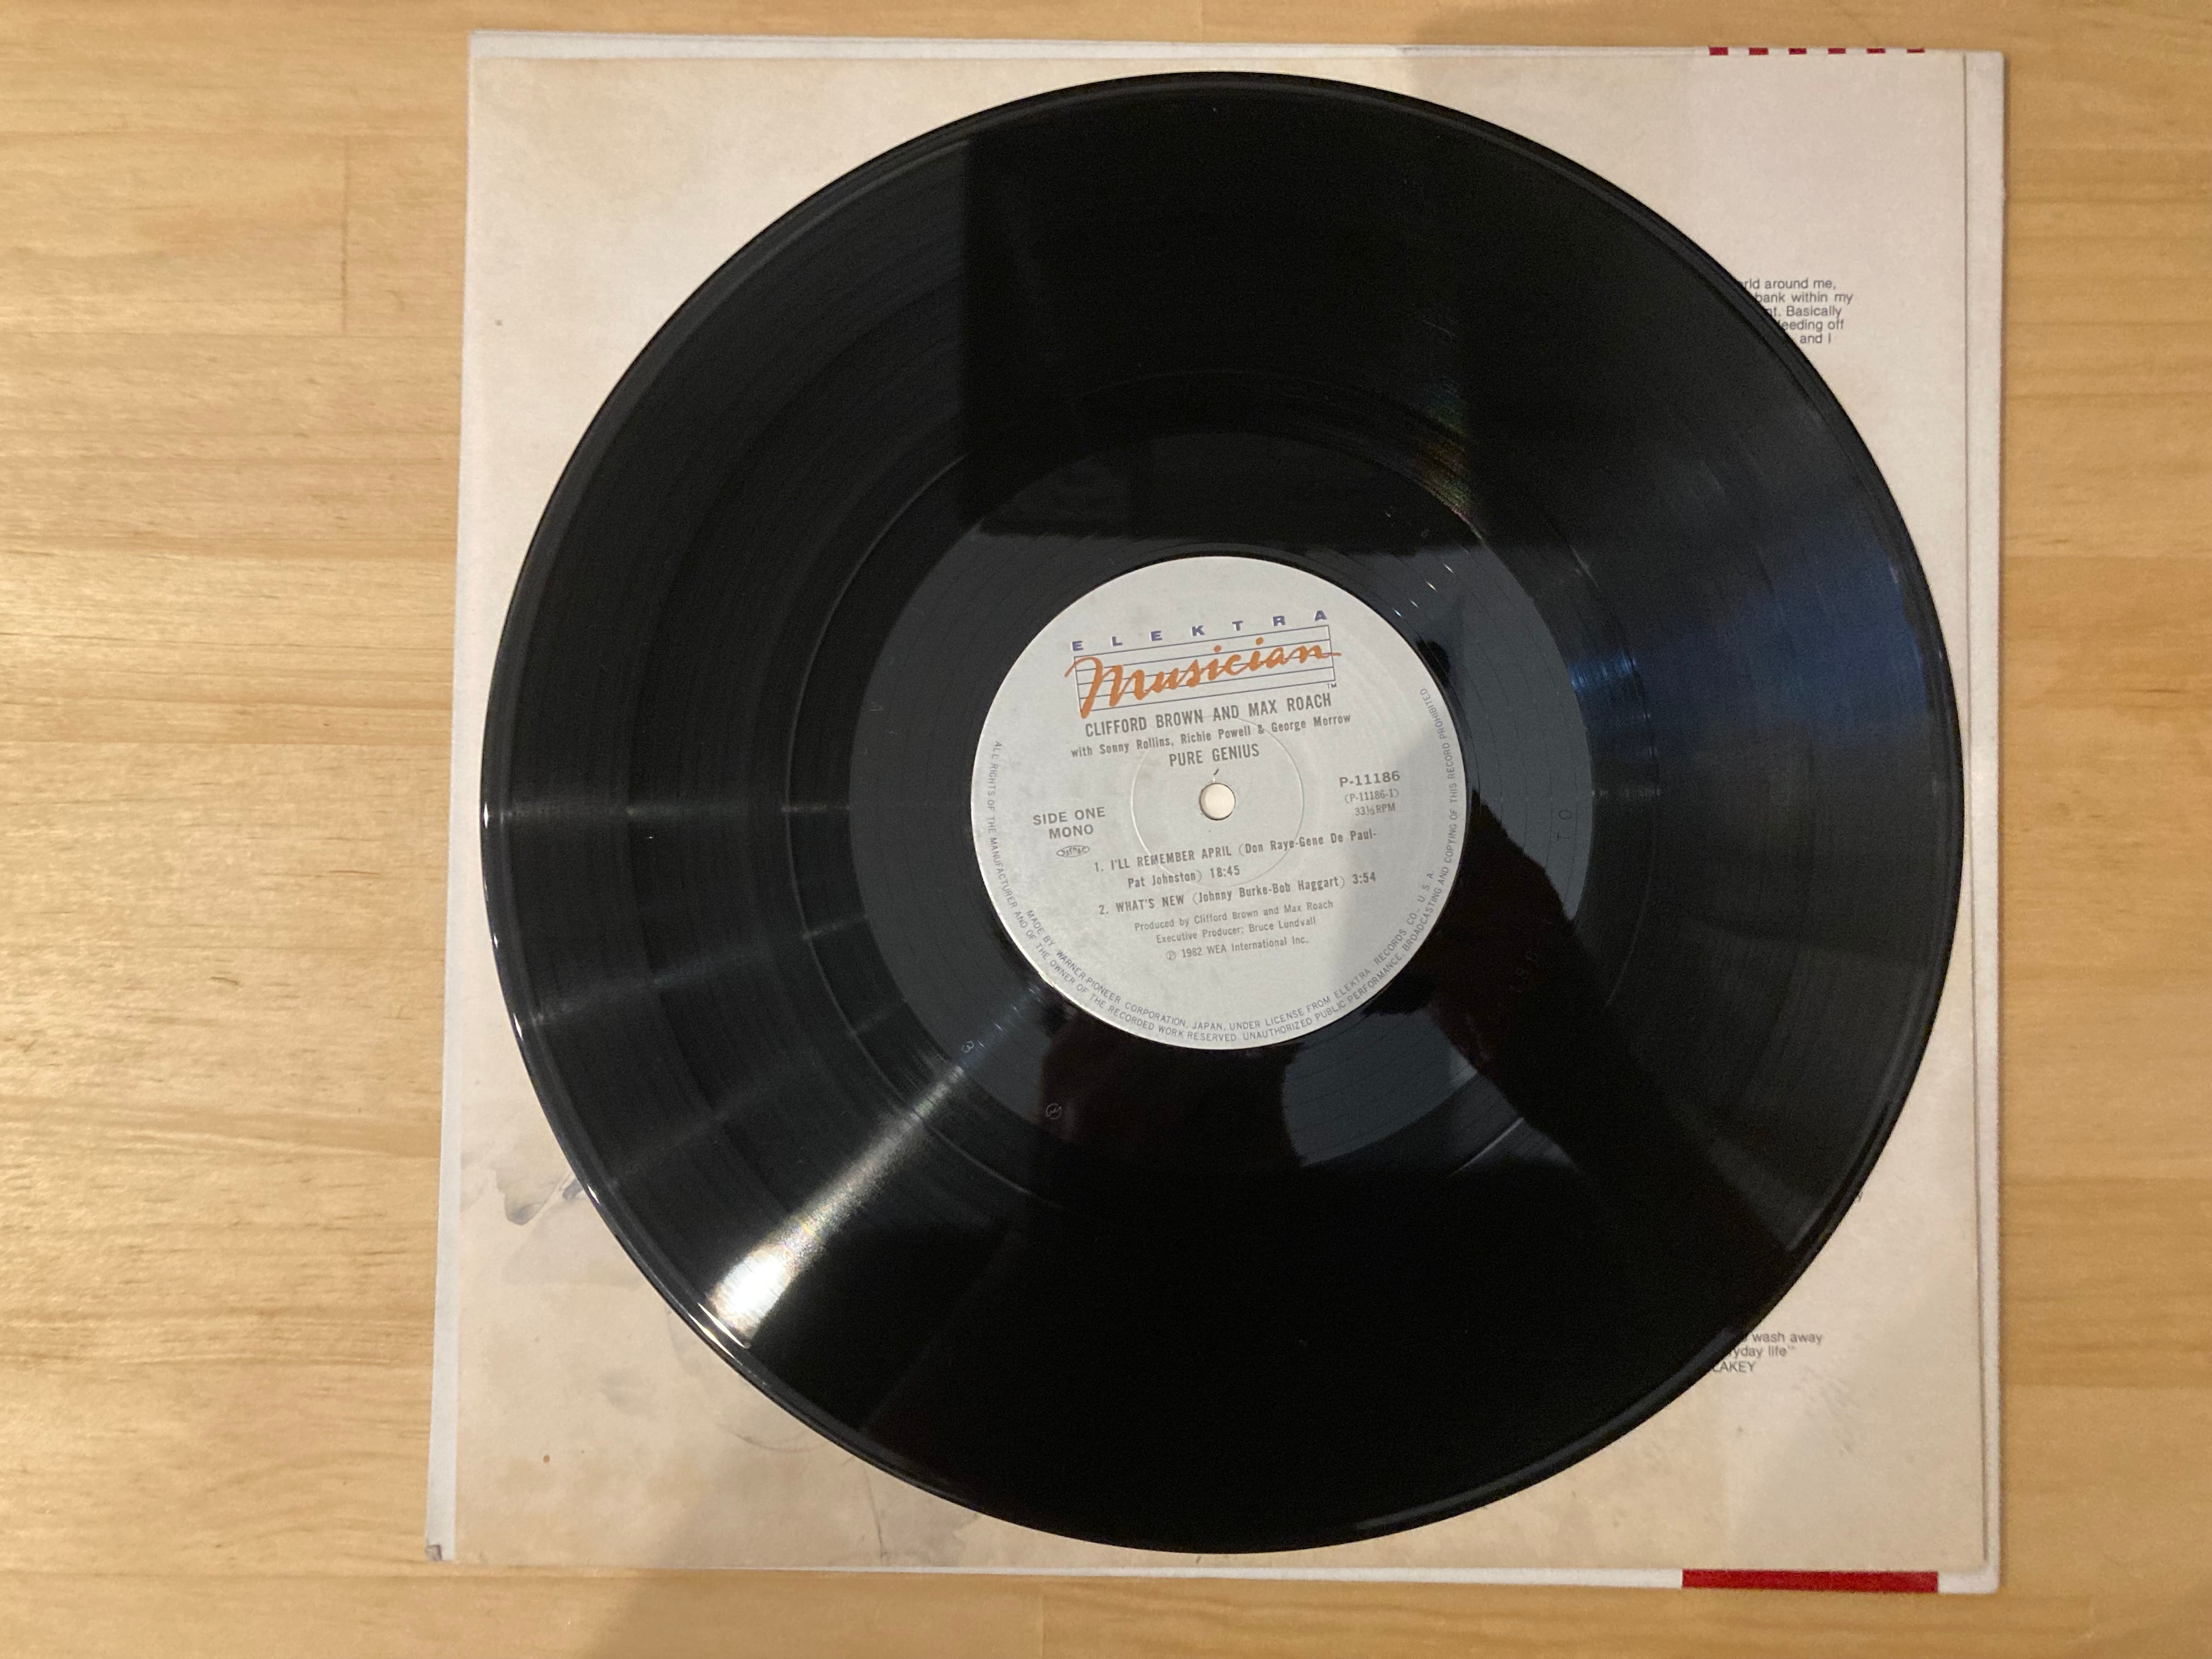 ELEKTRA
Musician
TM
CLIFFORD BROWN AND MAX ROACH
with Sonny Rollins, Richie Powell & George Morrow
PURE GENIUS
P-11186
(P-11186-1)
33⅓RPM
SIDE ONE
MONO
1. I'LL REMEMBER APRIL (Don Raye-Gene De Paul-
Pat Johnston) 18:45
2. WHAT'S NEW (Johnny Burke-Bob Haggart) 3:54
Produced by Clifford Brown and Max Roach
Executive Producer: Bruce Lundvall
Ⓟ 1982 WEA International Inc.
MADE BY WARNER-PIONEER CORPORATION, JAPAN, UNDER LICENSE FROM ELEKTRA RECORDS CO., U.S.A.
ALL RIGHTS OF THE MANUFACTURER AND OF THE OWNER OF THE RECORDED WORK RESERVED. UNAUTHORIZED PUBLIC PERFORMANCE, BROADCASTING AND COPYING OF THIS RECORD PROHIBITED
around me,
bank within my
Basically
feeding off
and I
wash away
life"